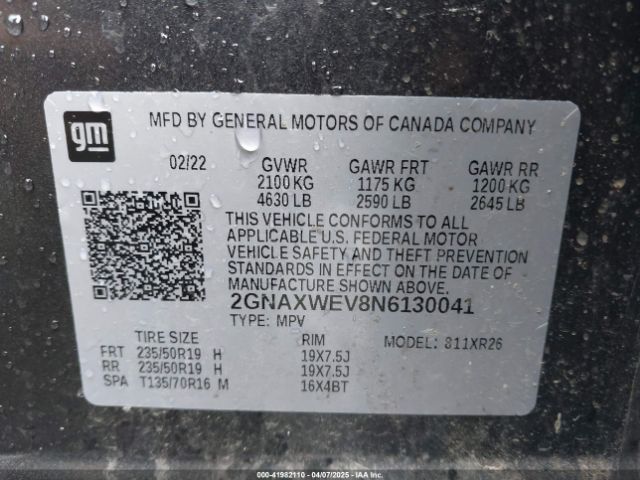 gm
MFD BY GENERAL MOTORS OF CANADA COMPANY
02/22 GVWR GAWR FRT GAWR RR
2100 KG 1175 KG 1200 KG
4630 LB 2590 LB 2645 LB
THIS VEHICLE CONFORMS TO ALL
APPLICABLE U.S. FEDERAL MOTOR
VEHICLE SAFETY AND THEFT PREVENTION
STANDARDS IN EFFECT ON THE DATE OF
MANUFACTURE SHOWN ABOVE.
2GNAXWEV8N6130041
TYPE: MPV
TIRE SIZE RIM MODEL: 811XR26
FRT 235/50R19 H 19X7.5J
RR 235/50R19 H 19X7.5J
SPA T135/70R16 M 16X4BT
000-41982110 - 04/07/2025 - IAAI.COM